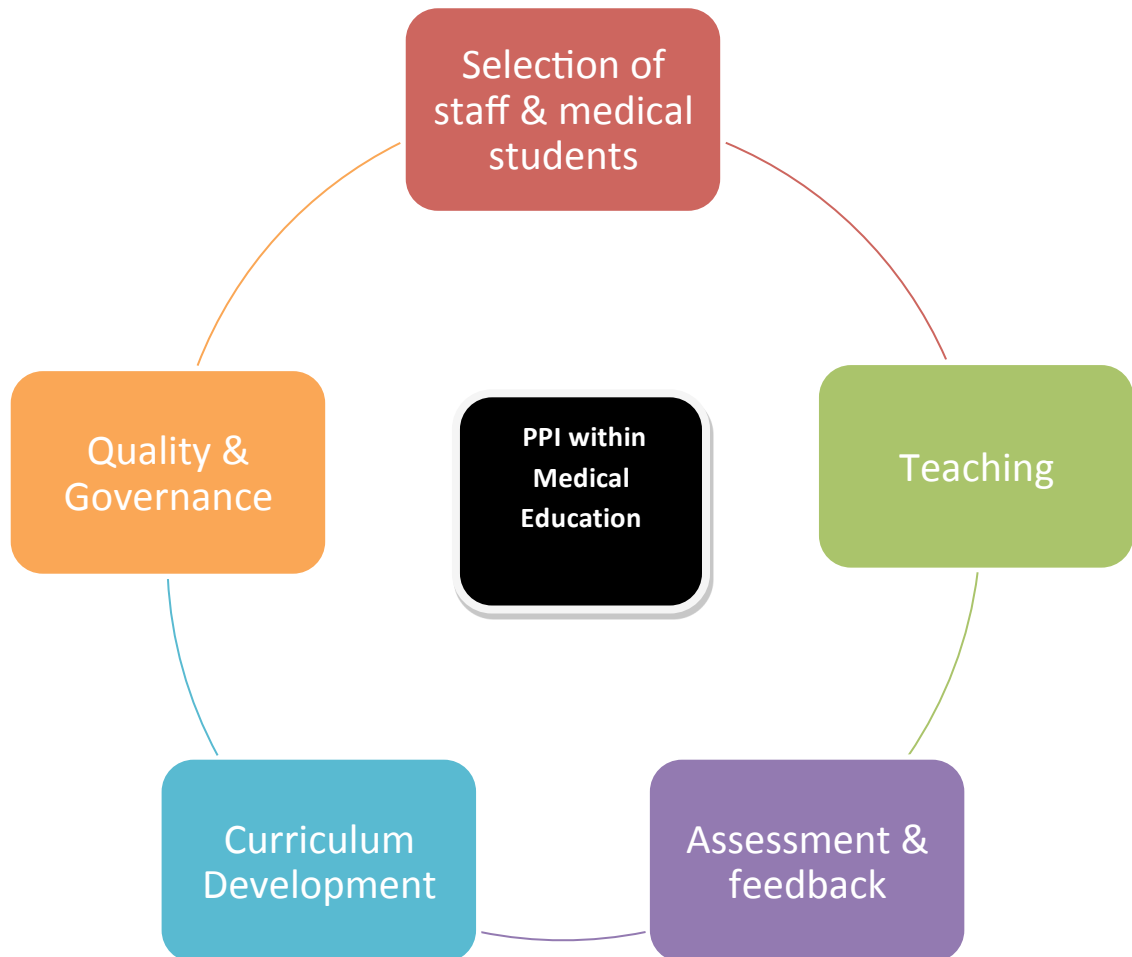 Selection of
staff & medical
students
Quality &
Governance
PPI within
Medical
Education
Teaching
Curriculum
Development
Assessment &
feedback